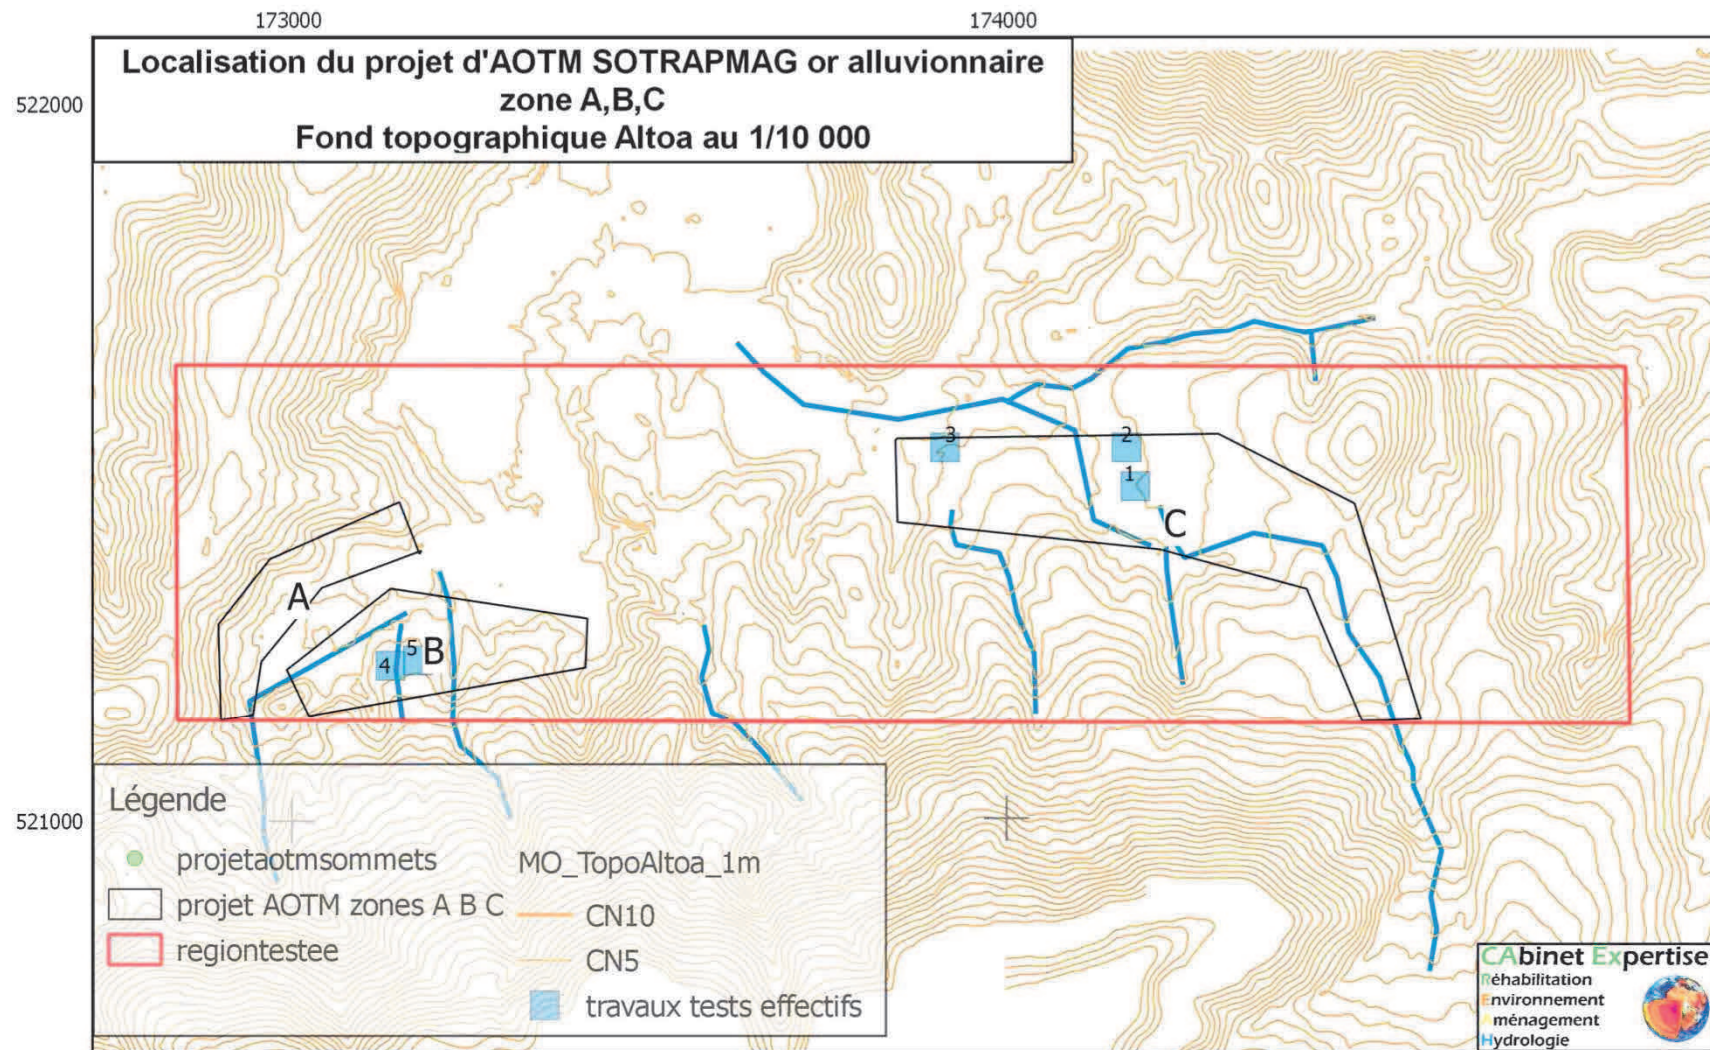 173000
174000
522000
Localisation du projet d'AOTM SOTRAPMAG or alluvionnaire
zone A,B,C
Fond topographique Altoa au 1/10 000
3
2
1
C
A
5
B
4
521000
Légende
projetaotmsommets
projet AOTM zones A B C
regiontestee
MO_TopoAltoa_1m
CN10
CN5
travaux tests effectifs
CAbinet Expertise
Réhabilitation
Environnement
Aménagement
Hydrologie